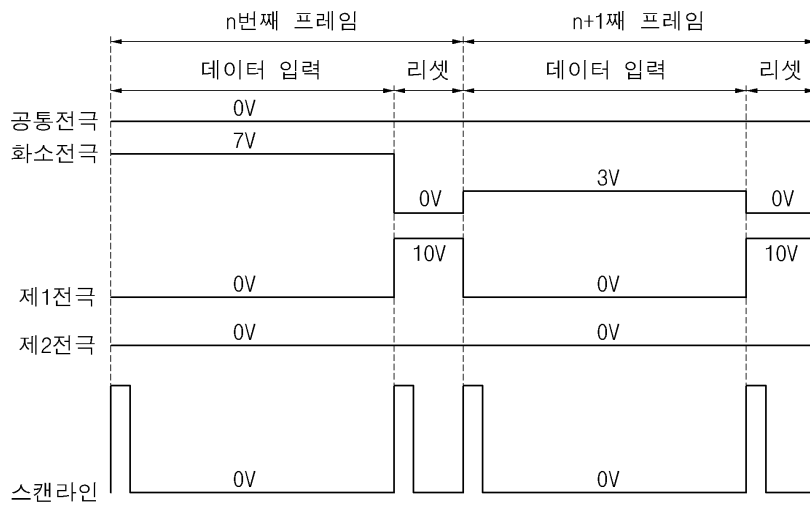 n번째 프레임 n+1째 프레임
데이터 입력 리셋 데이터 입력 리셋
공통전극 0V
화소전극 7V 0V 3V 0V
10V 10V
제1전극 0V 0V
제2전극 0V 0V
스캔라인 0V 0V